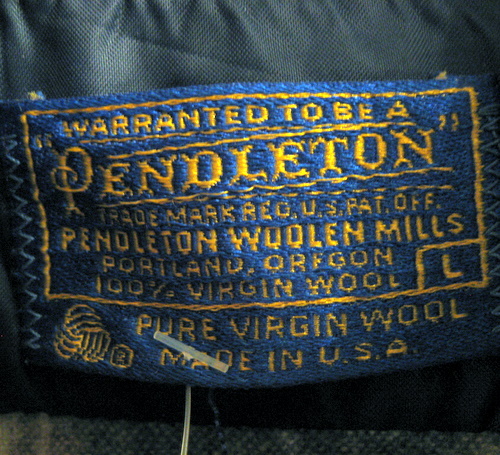 WARRANTED TO BE A
"PENDLETON"
TRADE MARK REG. U.S. PAT. OFF.
PENDLETON WOOLEN MILLS
PORTLAND, OREGON
100% VIRGIN WOOL L
PURE VIRGIN WOOL
® MADE IN U.S.A.